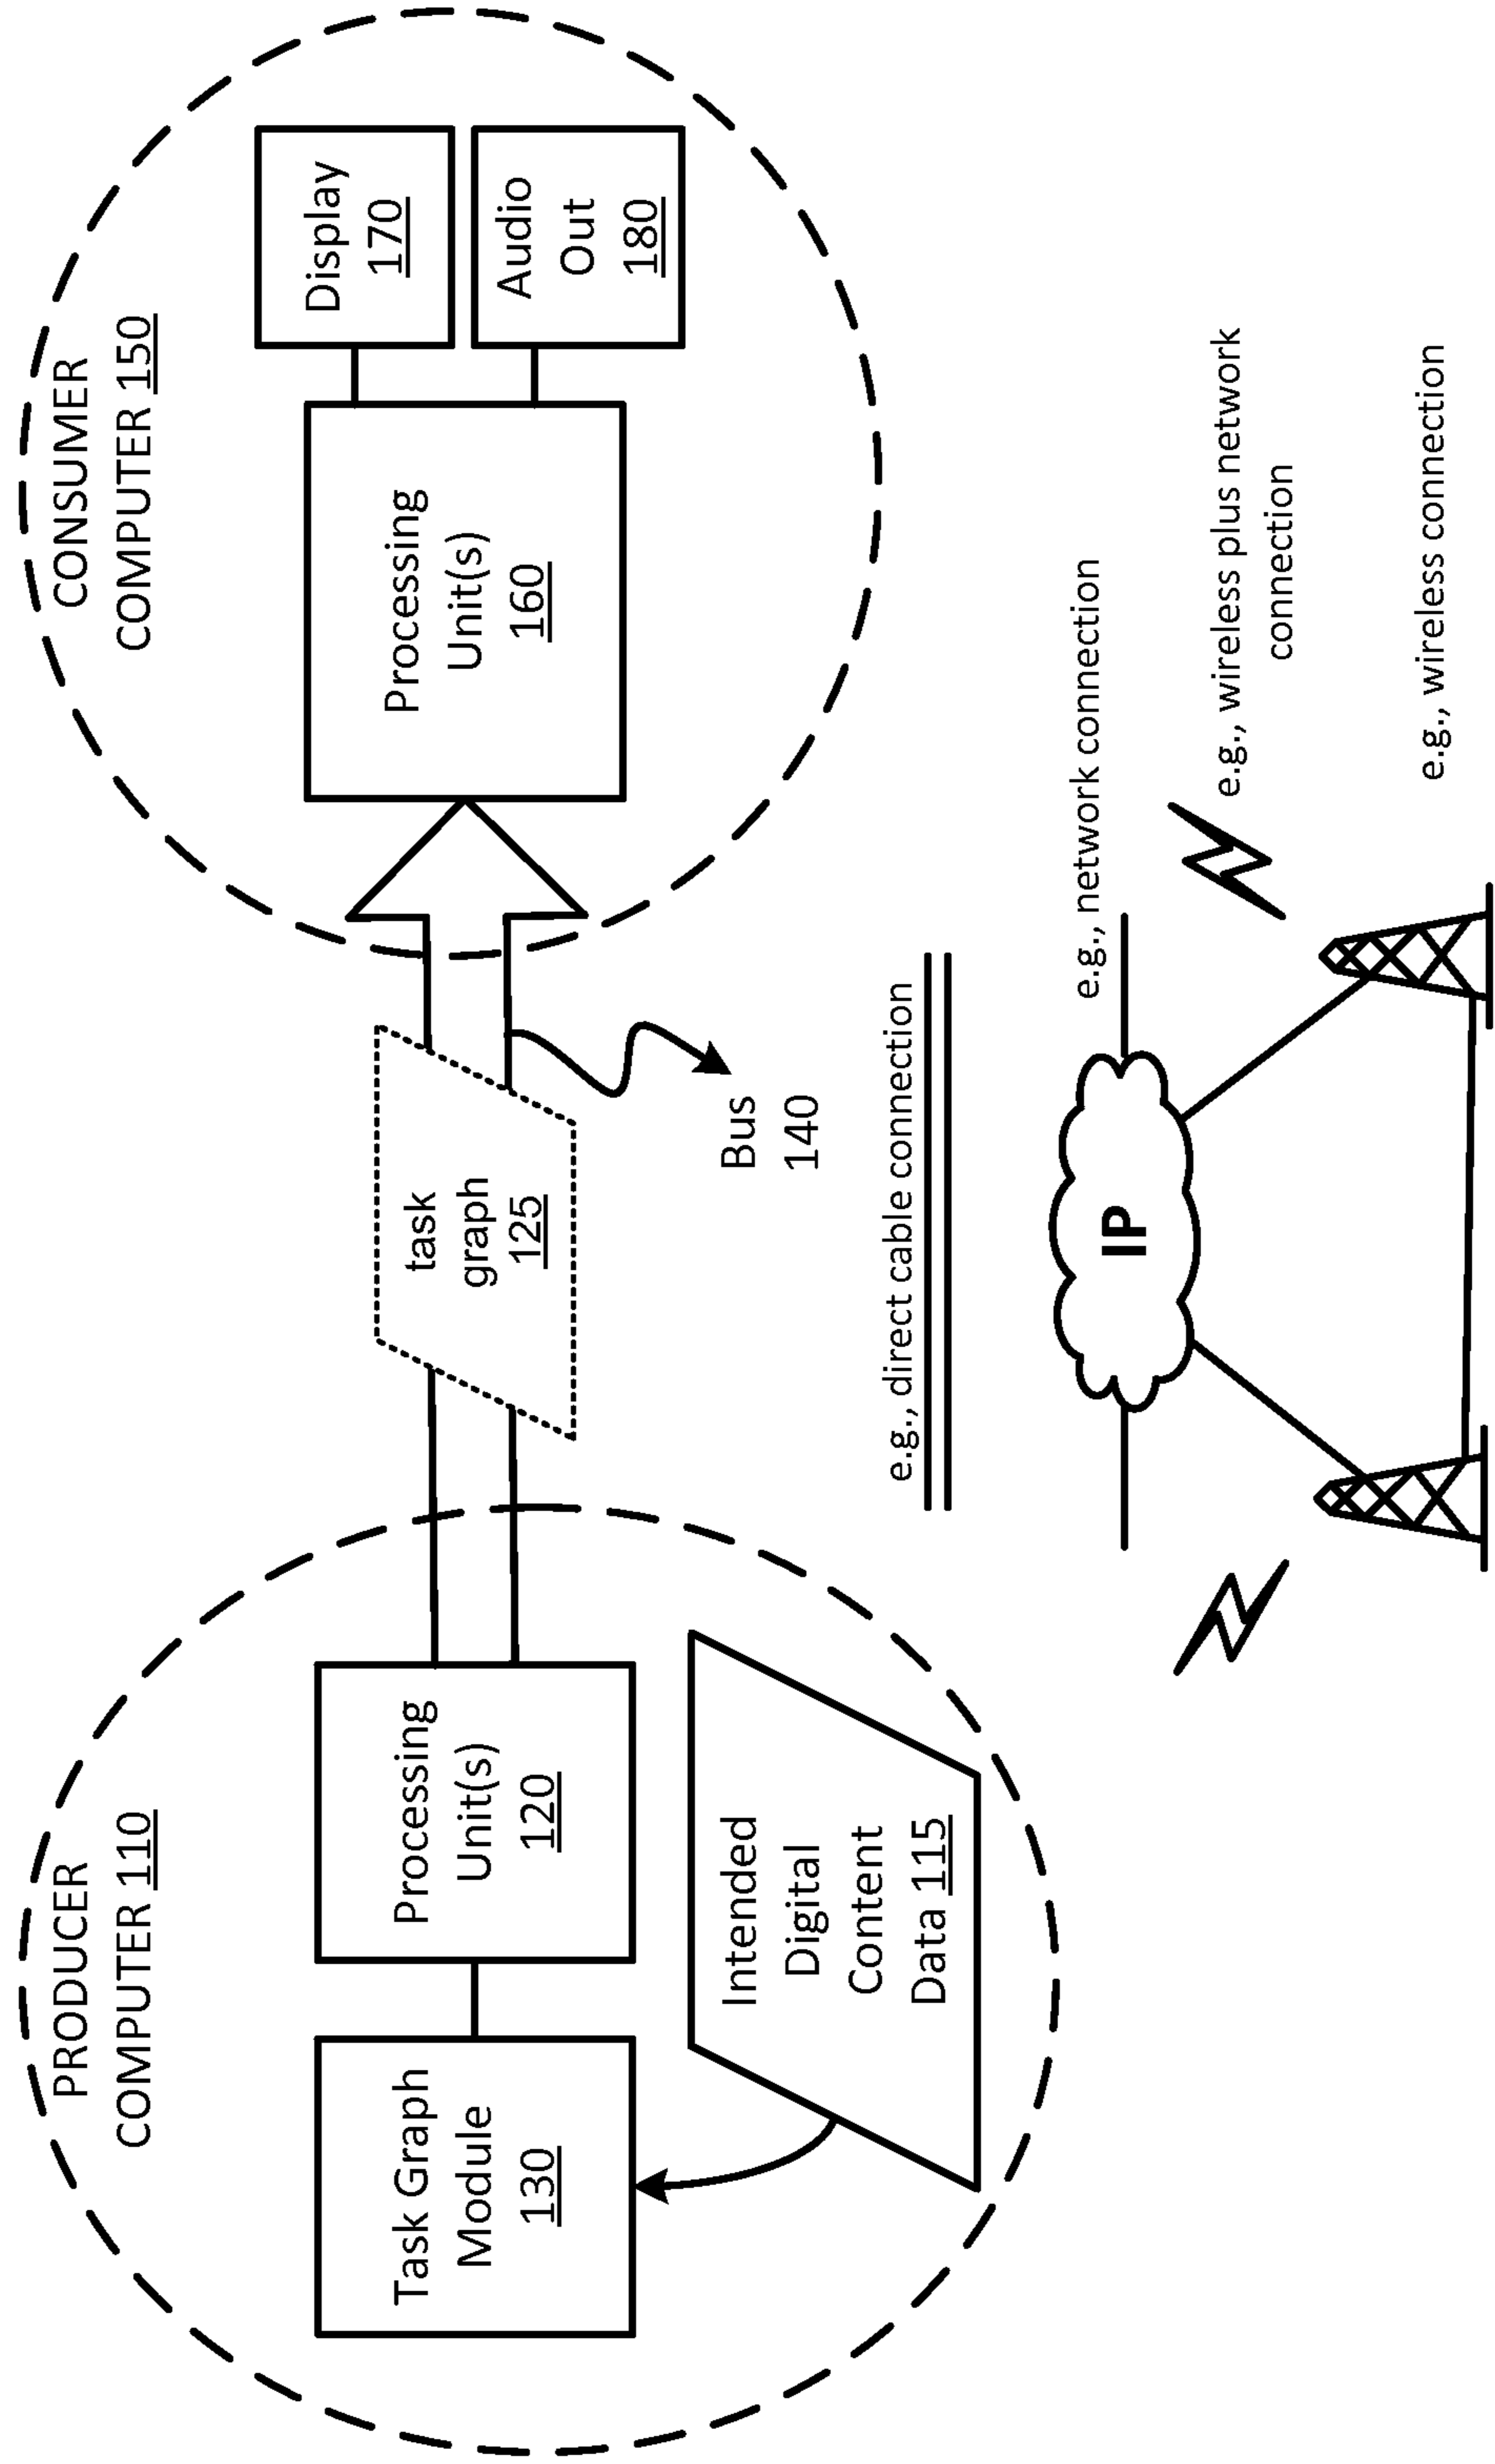 PRODUCER
COMPUTER 110
Task Graph
Module
130
Processing
Unit(s)
120
Intended
Digital
Content
Data 115
task
graph
125
Bus
140
CONSUMER
COMPUTER 150
Processing
Unit(s)
160
Display
170
Audio
Out
180
e.g., direct cable connection
e.g., network connection
IP
e.g., wireless plus network
connection
e.g., wireless connection